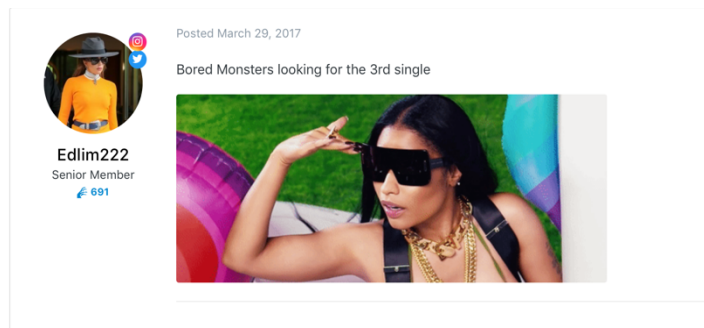 Posted March 29, 2017
Bored Monsters looking for the 3rd single
Edlim222
Senior Member
691